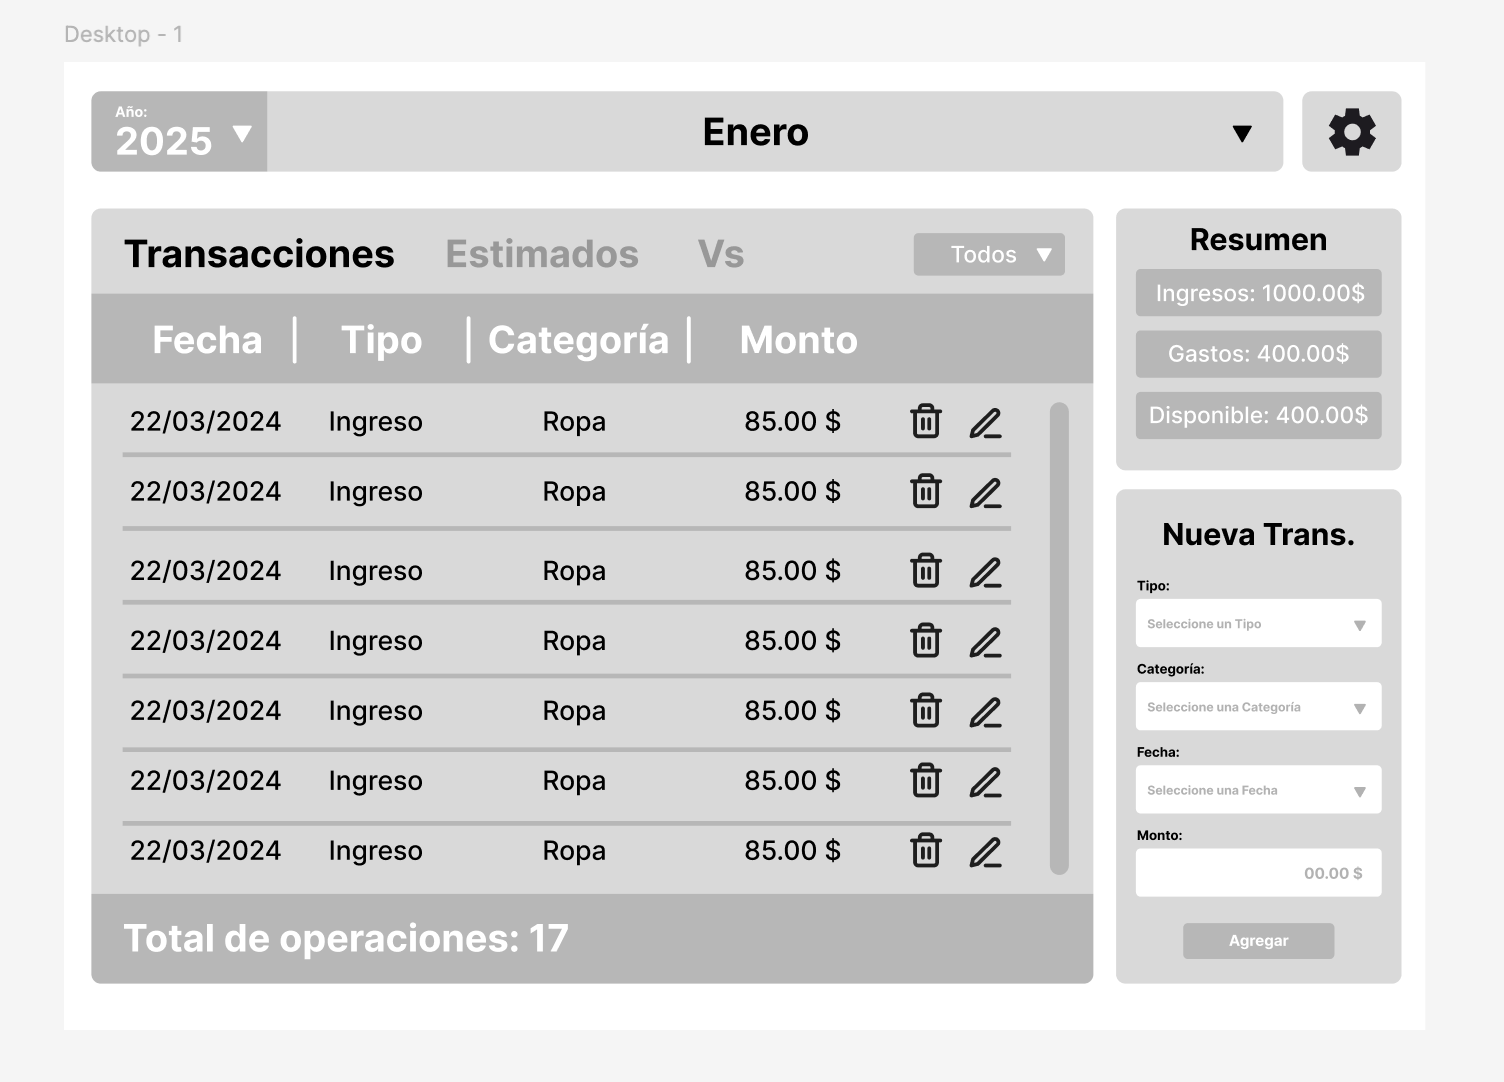 Desktop - 1
Año:
2025
Enero
Transacciones Estimados Vs Todos
Fecha Tipo Categoría Monto
22/03/2024 Ingreso Ropa 85.00 $
22/03/2024 Ingreso Ropa 85.00 $
22/03/2024 Ingreso Ropa 85.00 $
22/03/2024 Ingreso Ropa 85.00 $
22/03/2024 Ingreso Ropa 85.00 $
22/03/2024 Ingreso Ropa 85.00 $
22/03/2024 Ingreso Ropa 85.00 $
Total de operaciones: 17
Resumen
Ingresos: 1000.00$
Gastos: 400.00$
Disponible: 400.00$
Nueva Trans.
Tipo:
Seleccione un Tipo
Categoría:
Seleccione una Categoría
Fecha:
Seleccione una Fecha
Monto:
00.00 $
Agregar